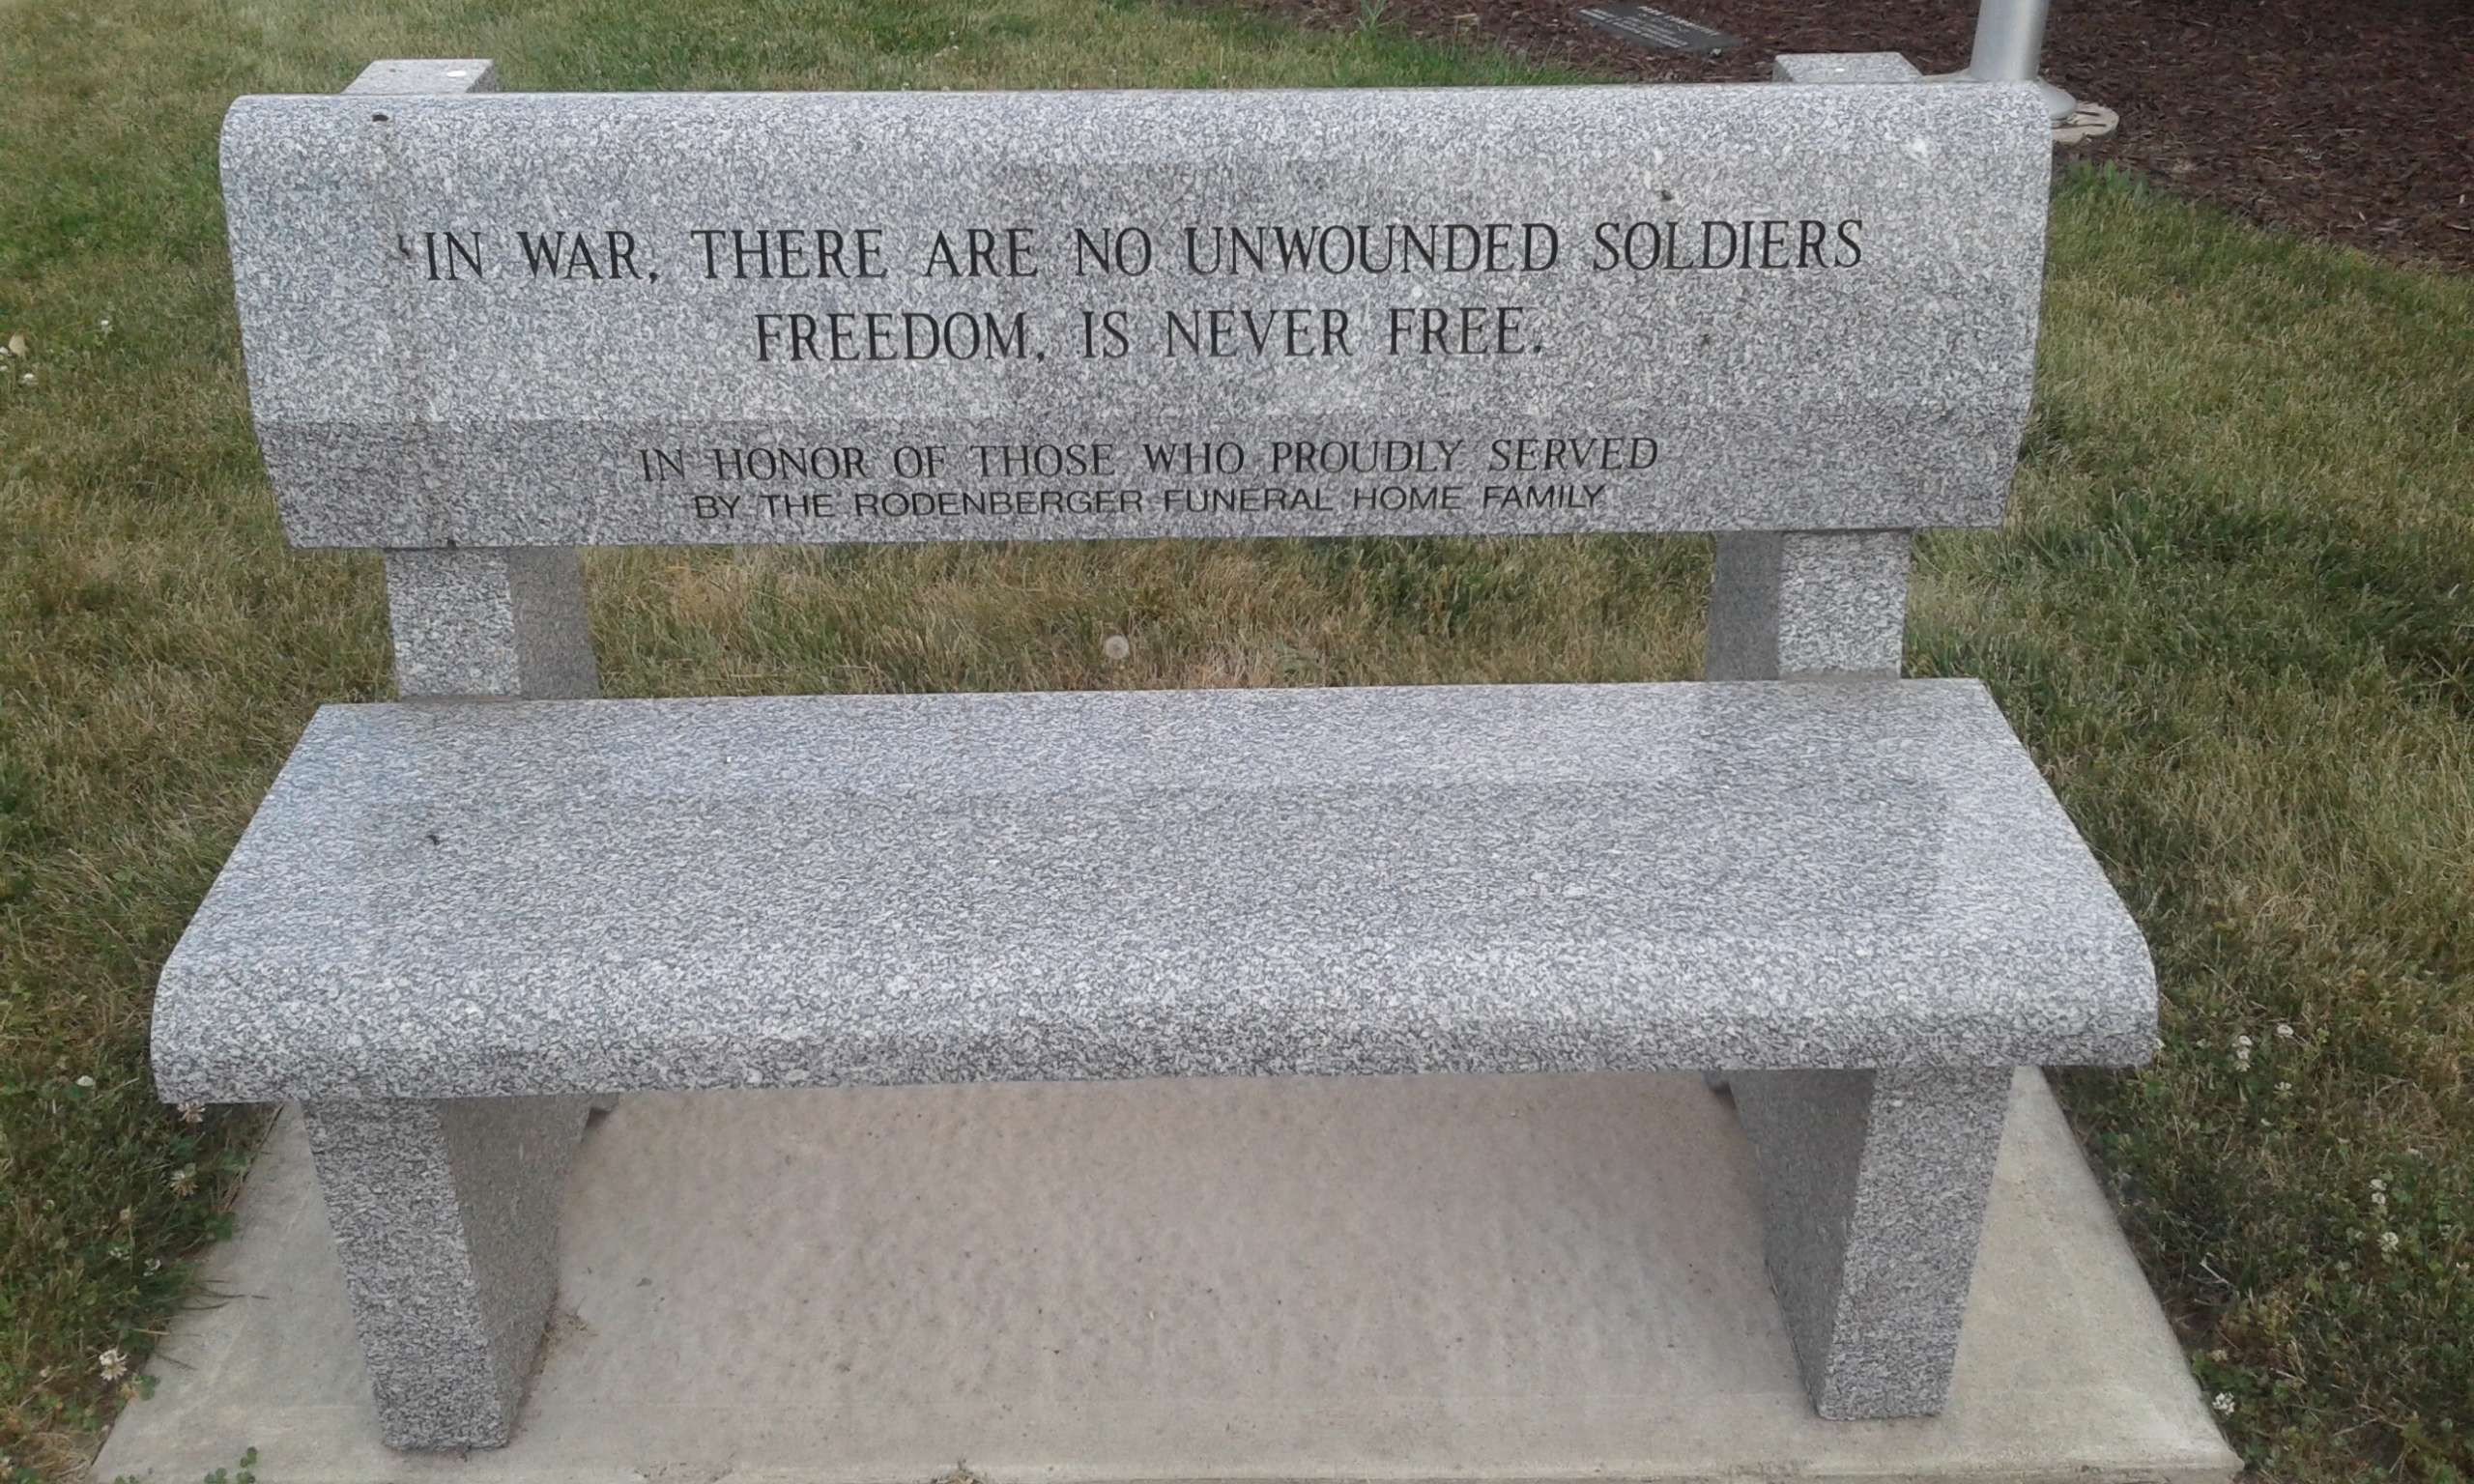 IN WAR, THERE ARE NO UNWOUNDED SOLDIERS
FREEDOM, IS NEVER FREE.
IN HONOR OF THOSE WHO PROUDLY SERVED
BY THE RODENBERGER FUNERAL HOME FAMILY